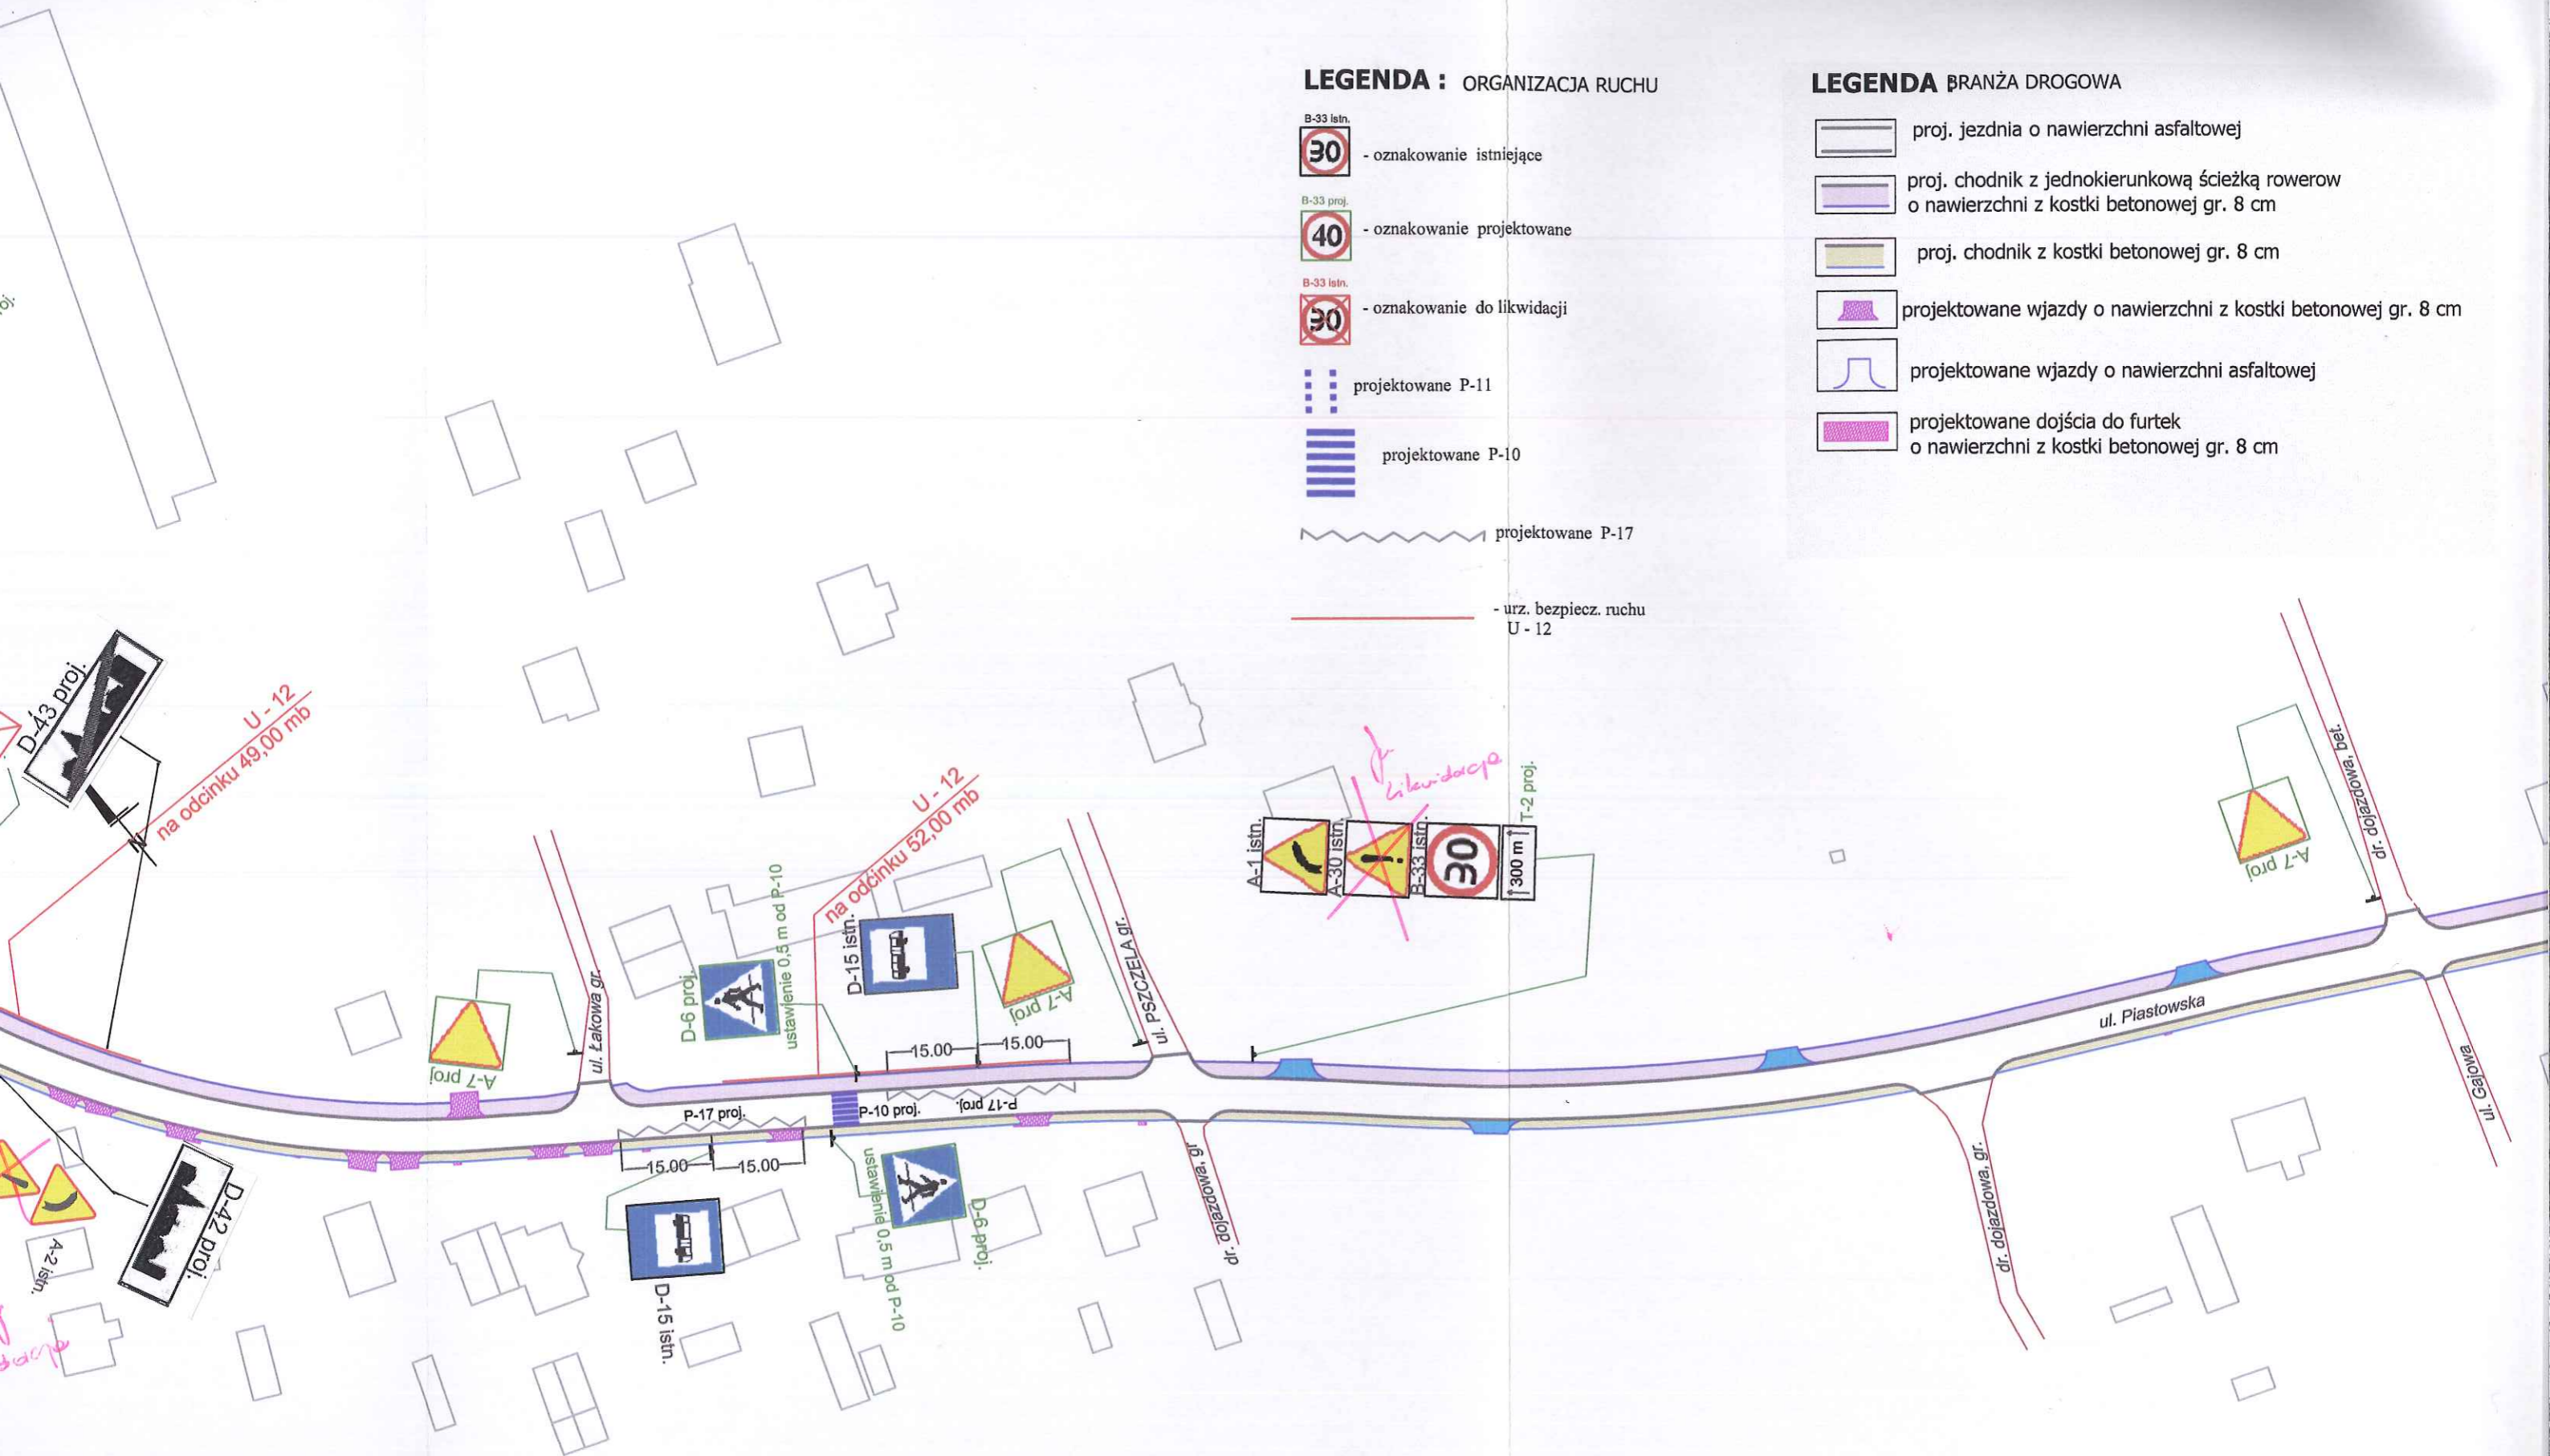 LEGENDA : ORGANIZACJA RUCHU
B-33 istn.
30
- oznakowanie istniejące
B-33 proj.
40
- oznakowanie projektowane
B-33 istn.
30
- oznakowanie do likwidacji
projektowane P-11
projektowane P-10
projektowane P-17
- urz. bezpiecz. ruchu
U - 12
LEGENDA BRANŻA DROGOWA
proj. jezdnia o nawierzchni asfaltowej
proj. chodnik z jednokierunkową ścieżką rowerow
o nawierzchni z kostki betonowej gr. 8 cm
proj. chodnik z kostki betonowej gr. 8 cm
projektowane wjazdy o nawierzchni z kostki betonowej gr. 8 cm
projektowane wjazdy o nawierzchni asfaltowej
projektowane dojścia do furtek
o nawierzchni z kostki betonowej gr. 8 cm
oj.
D-43 proj.
N
U - 12
na odcinku 49,00 mb
A-7 proj
ul. Łakowa gr.
D-6 proj.
ustawienie 0,5 m od P-10
U - 12
na odcinku 52,00 mb
D-15 istn.
A-7 proj
ul. PSZCZELA gr.
15.00
15.00
A-1 istn.
A-30 istn.
B-33 istn.
30
300 m
T-2 proj.
Likwidacja
A-7 proj
dr. dojazdowa, bet.
ul. Piastowska
ul. Gajowa
P-17 proj.
P-10 proj.
P-17 proj.
15.00
15.00
D-15 istn.
ustawienie 0,5 m od P-10
D-6 proj.
dr. dojazdowa, gr
dr. dojazdowa, gr.
D-42 proj.
A-2 istn.